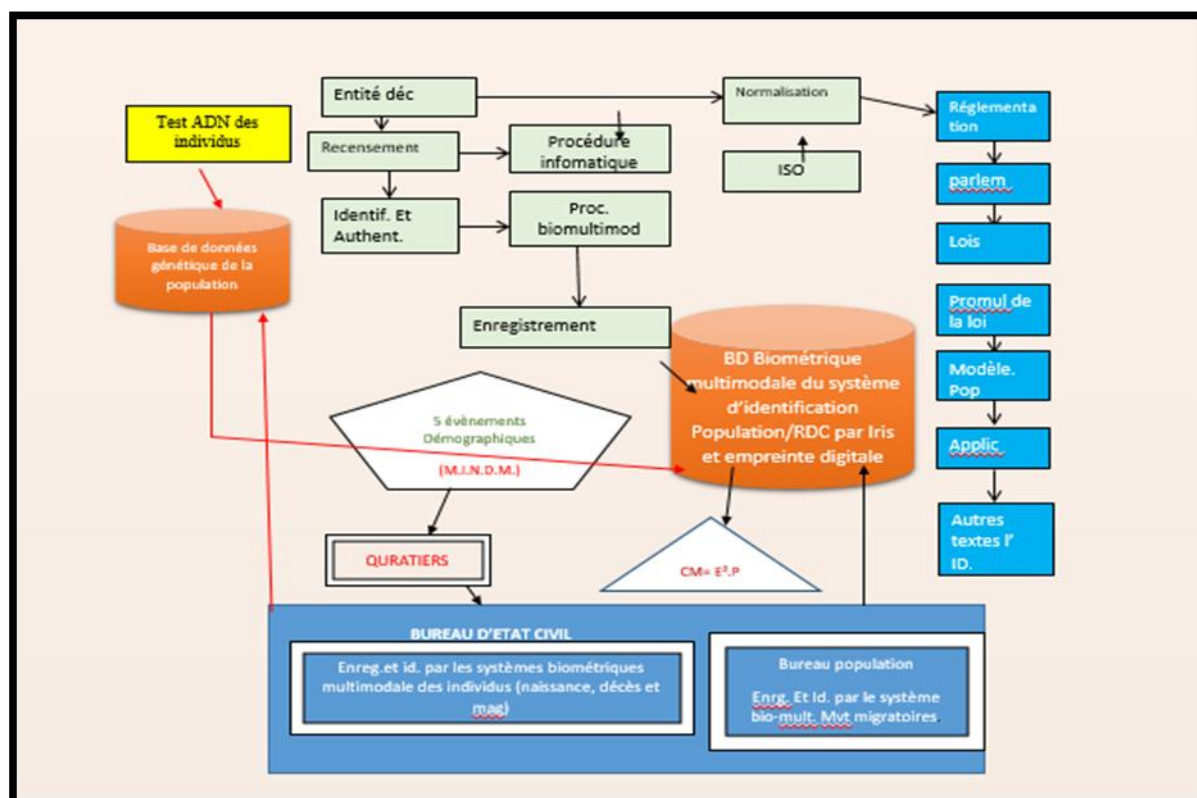 Entité déc
Normalisation
Réglementa
tion
Test ADN des
individus
Recensement
Procédure
infomatique
ISO
parlem
Identif. Et
Authent.
Proc.
biomultimod
Lois
Base de données
génétique de la
population
Enregistrement
Promul de
la loi
BD Biométrique
multimodale du système
d'identification
Population/RDC par Iris
et empreinte digitale
Modèle.
Pop
5 évènements
Démographiques
(M.I.N.D.M.)
Applic
Autres
textes l'
ID.
QURATIERS
CM= E³.P
BUREAU D'ETAT CIVIL
Enreg.et id. par les systèmes biométriques
multimodale des individus (naissance, décès et
mag)
Bureau population
Enrg. Et Id. par le système
bio-mult. Mvt migratoires.